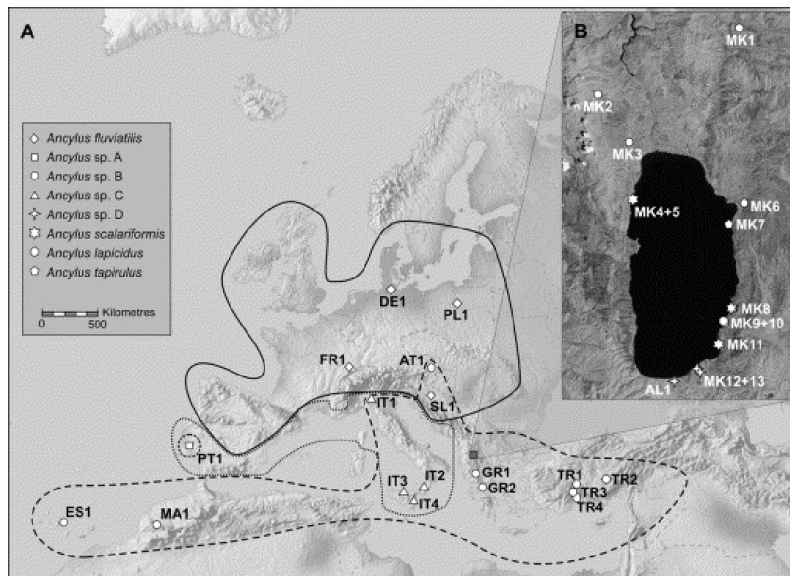 A
B
MK1
MK2
MK3
MK4+5
MK6
MK7
MK8
MK9+10
MK11
MK12+13
AL1
Ancylus fluviatilis
Ancylus sp. A
Ancylus sp. B
Ancylus sp. C
Ancylus sp. D
Ancylus scalariformis
Ancylus lapicidus
Ancylus tapirulus
Kilometres
0 500
DE1
PL1
FR1
AT1
IT1
SL1
PT1
GR1
GR2
IT2
IT3
IT4
TR1
TR2
TR3
TR4
ES1
MA1